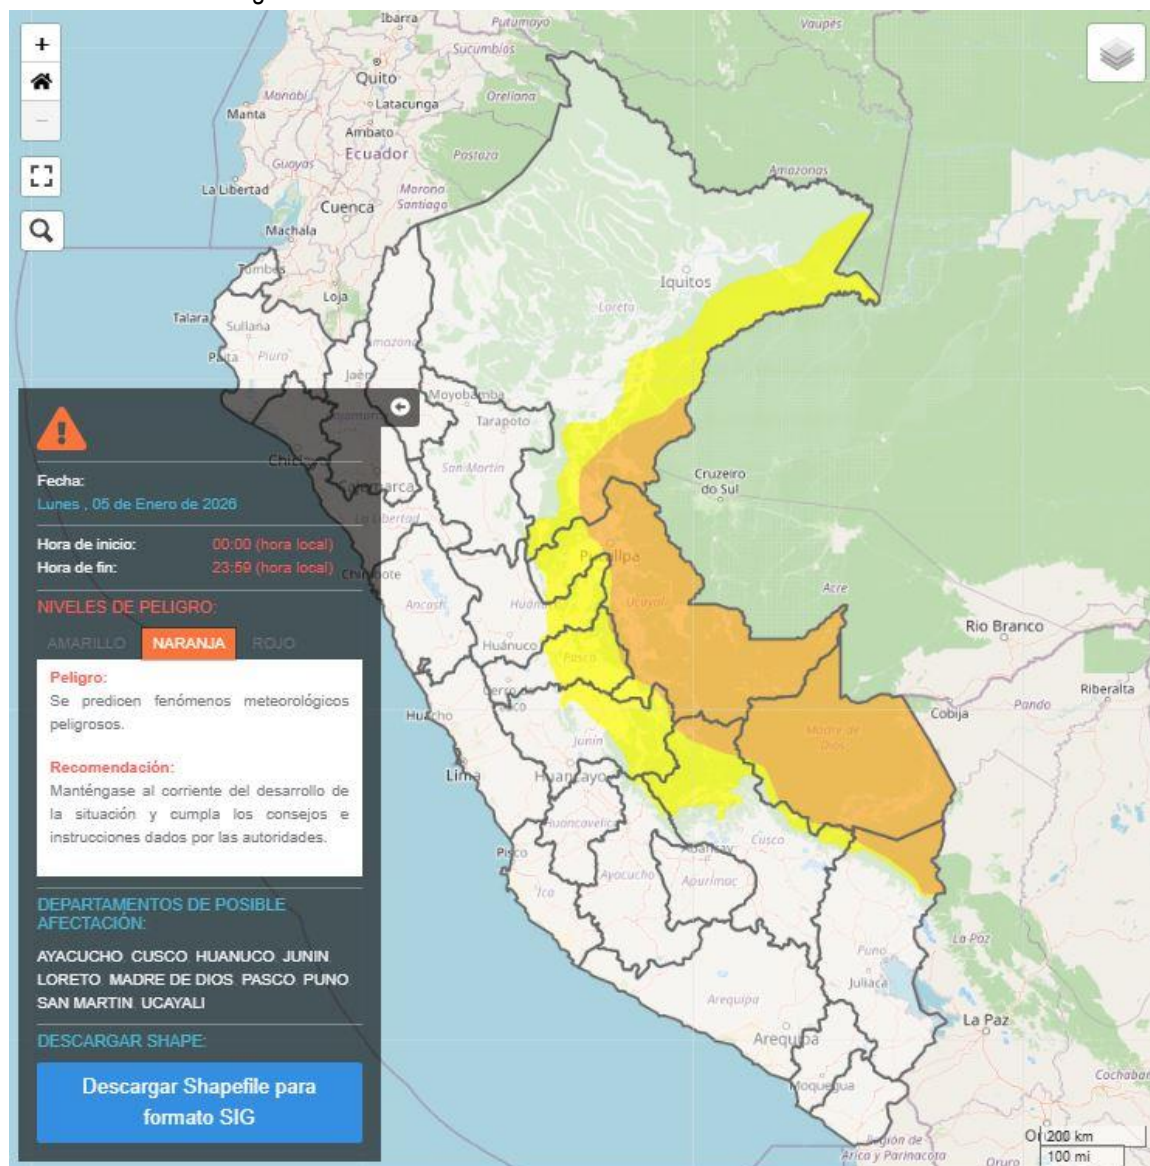 Ibarra
Putumayo
Vaupés
Sucumbíos
Quito
Orellana
Manabí
Latacunga
Manta
Ambato
Ecuador
Pastaza
Guayas
Amazonas
La Libertad
Morona
Santiago
Cuenca
Machala
Tumbes
Iquitos
Loja
Loreto
Talara
Sullana
Paita
Piura
Amazonas
Jaén
Moyobamba
Tarapoto
San Martín
Cruzeiro
do Sul
Cajamarca
La Libertad
Pucallpa
Chimbote
Acre
Ancash
Ucayali
Rio Branco
Huánuco
Pasco
Riberalta
Pando
Cobija
Huacho
Madre de
Dios
Junín
Lima
Huancayo
Huancavelica
Cusco
Pisco
Abancay
Ayacucho
Apurímac
Ica
Puno
La Paz
Juliaca
Arequipa
La Paz
Arequipa
Cochabam
Moquegua
Región de
Arica y Parinacota
Oruro
200 km
100 mi
Fecha:
Lunes , 05 de Enero de 2026
Hora de inicio: 00:00 (hora local)
Hora de fin: 23:59 (hora local)
NIVELES DE PELIGRO:
AMARILLO NARANJA ROJO
Peligro:
Se predicen fenómenos meteorológicos
peligrosos.
Recomendación:
Manténgase al corriente del desarrollo de
la situación y cumpla los consejos e
instrucciones dados por las autoridades.
DEPARTAMENTOS DE POSIBLE
AFECTACIÓN:
AYACUCHO CUSCO HUANUCO JUNIN
LORETO MADRE DE DIOS PASCO PUNO
SAN MARTIN UCAYALI
DESCARGAR SHAPE:
Descargar Shapefile para
formato SIG